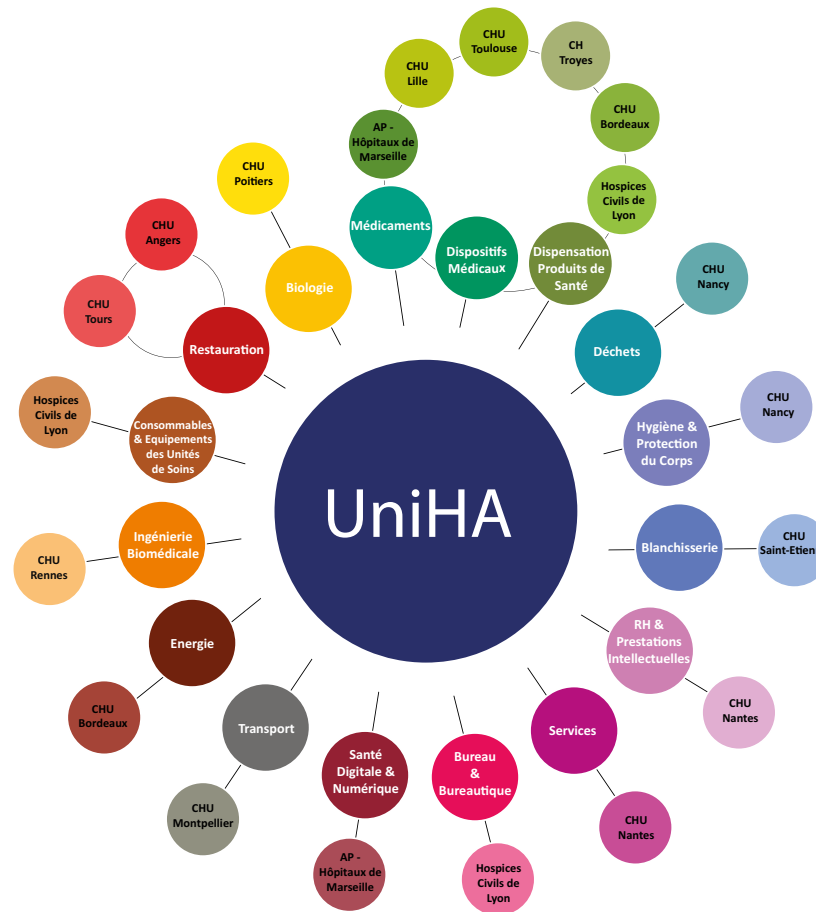 CHU
Toulouse
CH
Troyes
CHU
Lille
CHU
Bordeaux
AP -
Hôpitaux de
Marseille
CHU
Poitiers
Hospices
Civils de
Lyon
Médicaments
Dispositifs
Médicaux
Dispensation
Produits de
Santé
CHU
Angers
CHU
Tours
Biologie
Restauration
CHU
Nancy
Déchets
Hospices
Civils de
Lyon
Consommables
& Equipements
des Unités
de Soins
CHU
Nancy
Hygiène &
Protection
du Corps
UniHA
Ingénierie
Biomédicale
CHU
Rennes
Blanchisserie
CHU
Saint-Etien
Energie
CHU
Bordeaux
RH &
Prestations
Intellectuelles
CHU
Nantes
Transport
CHU
Montpellier
Services
CHU
Nantes
Santé
Digitale &
Numérique
AP -
Hôpitaux de
Marseille
Bureau
&
Bureautique
Hospices
Civils de
Lyon